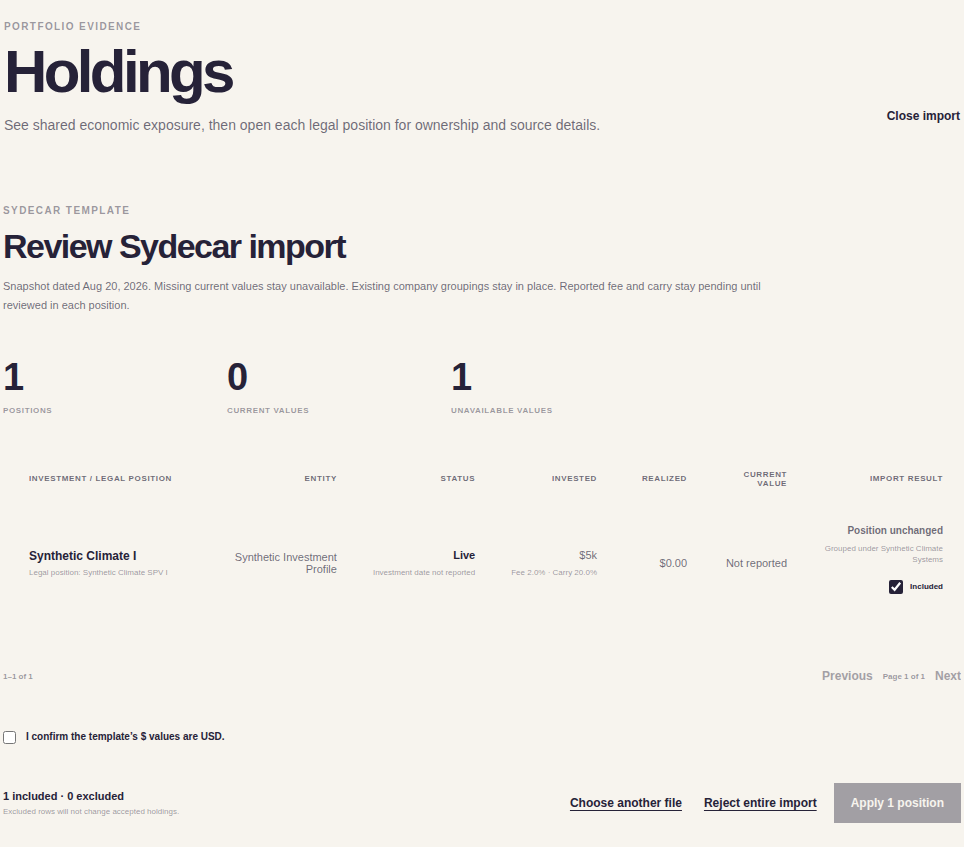 PORTFOLIO EVIDENCE
Holdings
See shared economic exposure, then open each legal position for ownership and source details.
Close import
SYDECAR TEMPLATE
Review Sydecar import
Snapshot dated Aug 20, 2026. Missing current values stay unavailable. Existing company groupings stay in place. Reported fee and carry stay pending until
reviewed in each position.
1
POSITIONS
0
CURRENT VALUES
1
UNAVAILABLE VALUES
INVESTMENT / LEGAL POSITION
ENTITY
STATUS
INVESTED
REALIZED
CURRENT
VALUE
IMPORT RESULT
Synthetic Climate I
Legal position: Synthetic Climate SPV I
Synthetic Investment
Profile
Live
Investment date not reported
$5k
Fee 2.0% · Carry 20.0%
$0.00
Not reported
Position unchanged
Grouped under Synthetic Climate
Systems
Included
1–1 of 1
Previous
Page 1 of 1
Next
I confirm the template’s $ values are USD.
1 included · 0 excluded
Excluded rows will not change accepted holdings.
Choose another file
Reject entire import
Apply 1 position